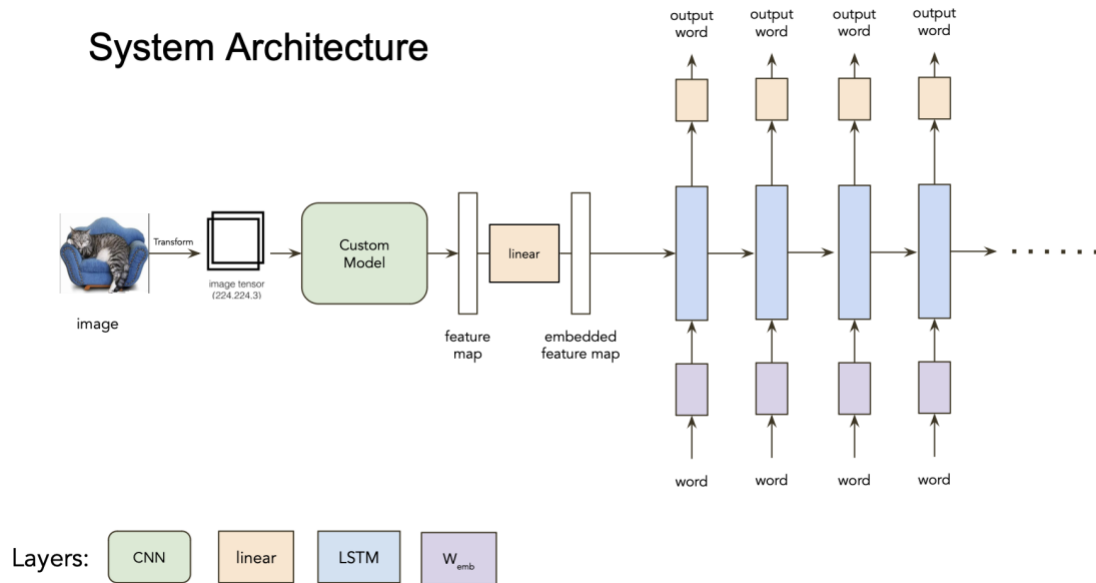 System Architecture
output
word
output
word
output
word
output
word
Transform
image tensor
(224.224.3)
image
Custom
Model
feature
map
linear
embedded
feature map
word
word
word
word
Layers:
CNN
linear
LSTM
W_emb